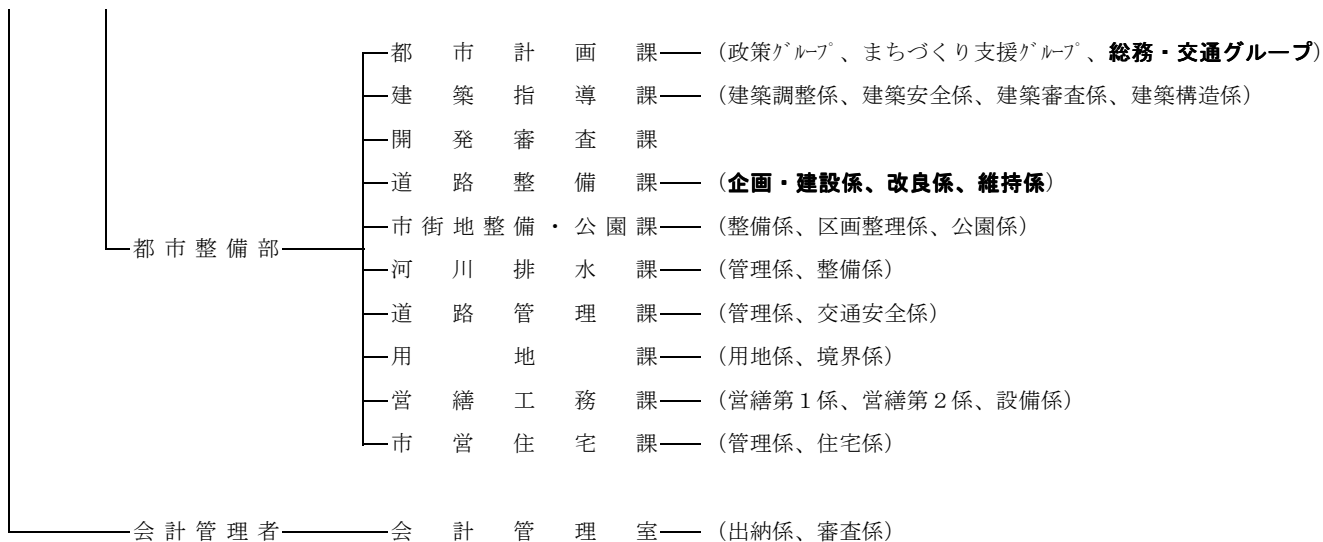 都市計画課 (政策ｸﾞﾙｰﾌﾟ、まちづくり支援ｸﾞﾙｰﾌﾟ、総務・交通グループ)
建築指導課 (建築調整係、建築安全係、建築審査係、建築構造係)
開発審査課
道路整備課 (企画・建設係、改良係、維持係)
市街地整備・公園課 (整備係、区画整理係、公園係)
都市整備部
河川排水課 (管理係、整備係)
道路管理課 (管理係、交通安全係)
用地課 (用地係、境界係)
営繕工務課 (営繕第１係、営繕第２係、設備係)
市営住宅課 (管理係、住宅係)
会計管理者 会計管理室 (出納係、審査係)